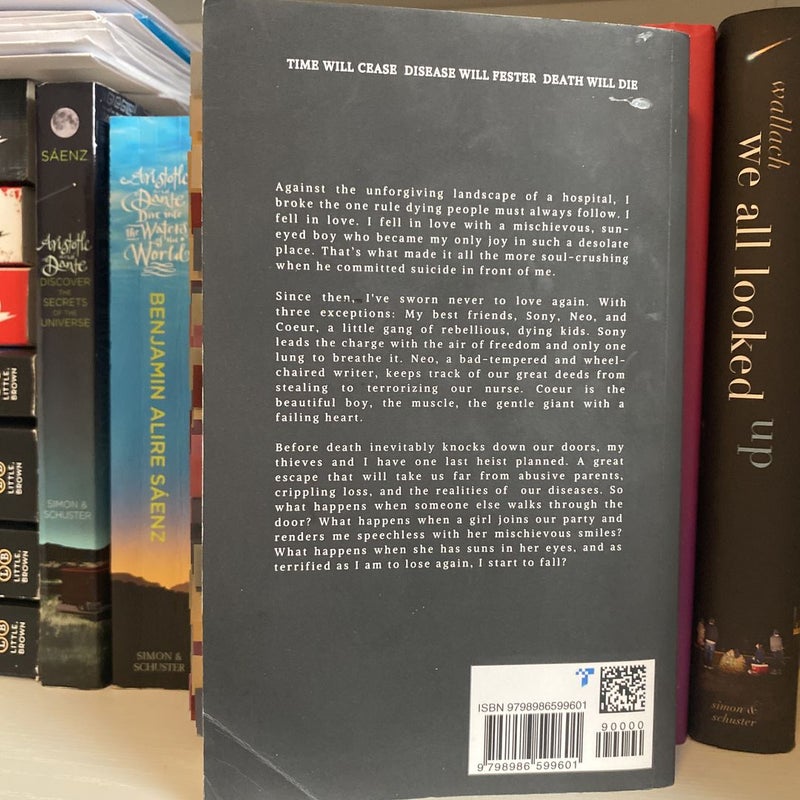 TIME WILL CEASE DISEASE WILL FESTER DEATH WILL DIE
Against the unforgiving landscape of a hospital, I
broke the one rule dying people must always follow. I
fell in love. I fell in love with a mischievous, sun-
eyed boy who became my only joy in such a desolate
place. That's what made it all the more soul-crushing
when he committed suicide in front of me.
Since then, I've sworn never to love again. With
three exceptions: My best friends, Sony, Neo, and
Coeur, a little gang of rebellious, dying kids. Sony
leads the charge with the air of freedom and only one
lung to breathe it. Neo, a bad-tempered and wheel-
chaired writer, keeps track of our great deeds from
stealing to terrorizing our nurse. Coeur is the
beautiful boy, the muscle, the gentle giant with a
failing heart.
Before death inevitably knocks down our doors, my
thieves and I have one last heist planned. A great
escape that will take us far from abusive parents,
crippling loss, and the realities of our diseases. So
what happens when someone else walks through the
door? What happens when a girl joins our party and
renders me speechless with her mischievous smiles?
What happens when she has suns in her eyes, and as
terrified as I am to lose again, I start to fall?
ISBN 9798986599601
90000
9 798986 599601
SÁENZ
Aristotle
and
Dante
DISCOVER
THE
SECRETS
OF THE
UNIVERSE
SIMON &
SCHUSTER
Aristotle
and
Dante
Dive into
the Waters
of the
World
BENJAMIN ALIRE SÁENZ
SIMON &
SCHUSTER
wallach
we all looked up
simon &
schuster
LITTLE,
BROWN
LB
LITTLE,
BROWN
LB
LITTLE,
BROWN
LB
LITTLE,
BROWN